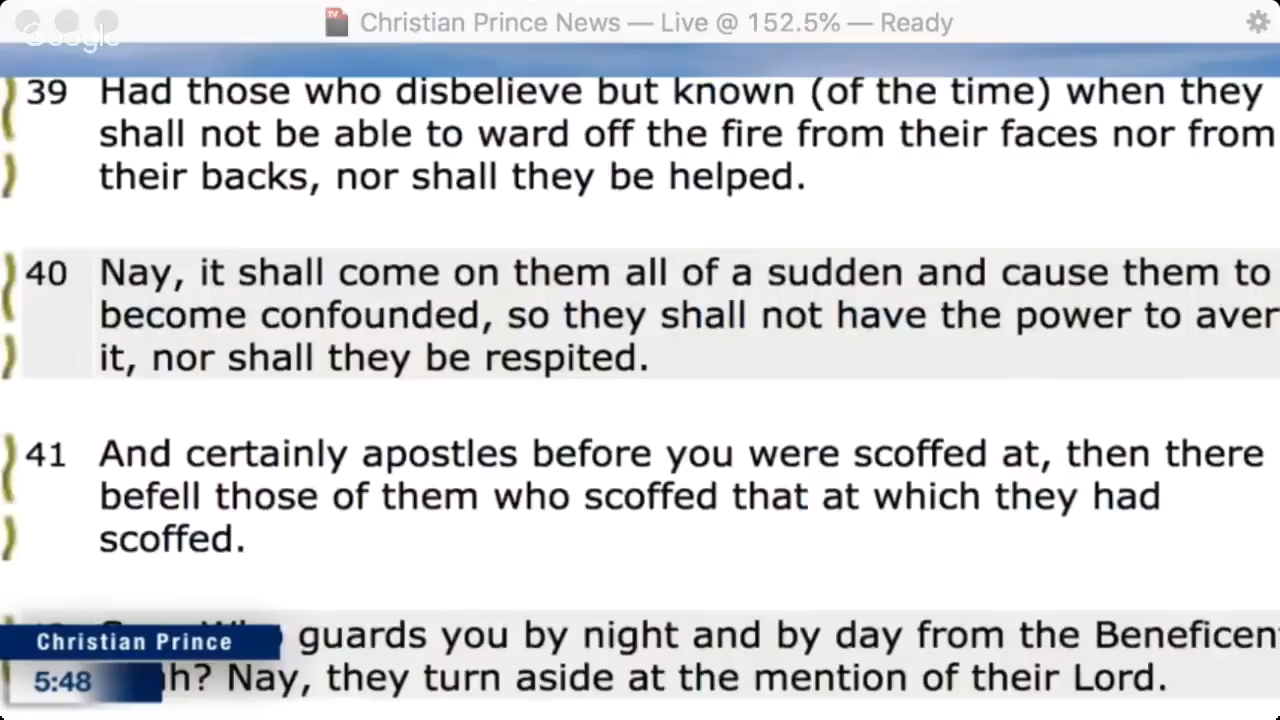 Google
Christian Prince News — Live @ 152.5% — Ready
39 Had those who disbelieve but known (of the time) when they
shall not be able to ward off the fire from their faces nor from
their backs, nor shall they be helped.
40 Nay, it shall come on them all of a sudden and cause them to
become confounded, so they shall not have the power to aver
it, nor shall they be respited.
41 And certainly apostles before you were scoffed at, then there
befell those of them who scoffed that at which they had
scoffed.
guards you by night and by day from the Beneficen
h? Nay, they turn aside at the mention of their Lord.
Christian Prince
5:48